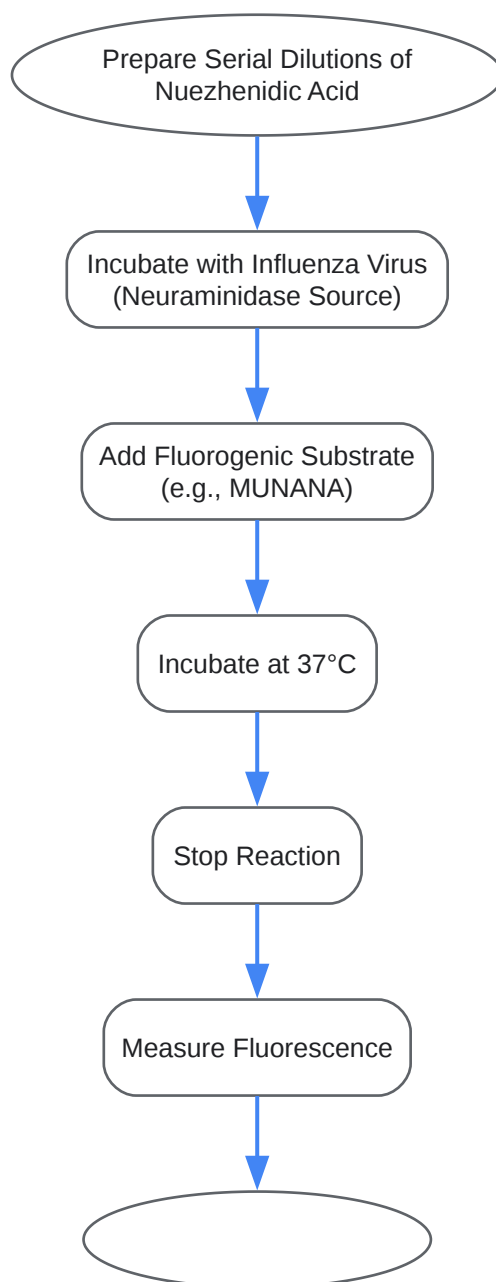 Prepare Serial Dilutions of
Nuezhenidic Acid
Incubate with Influenza Virus
(Neuraminidase Source)
Add Fluorogenic Substrate
(e.g., MUNANA)
Incubate at 37°C
Stop Reaction
Measure Fluorescence